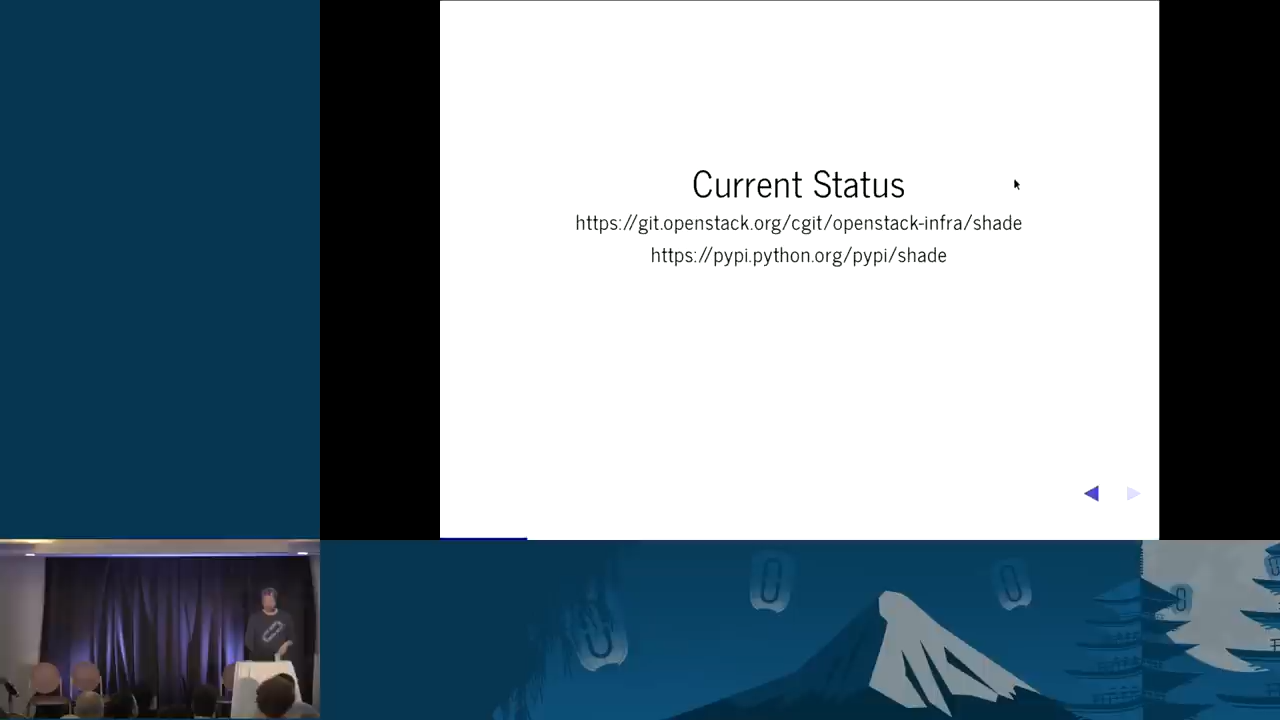 Current Status
https://git.openstack.org/cgit/openstack-infra/shade
https://pypi.python.org/pypi/shade